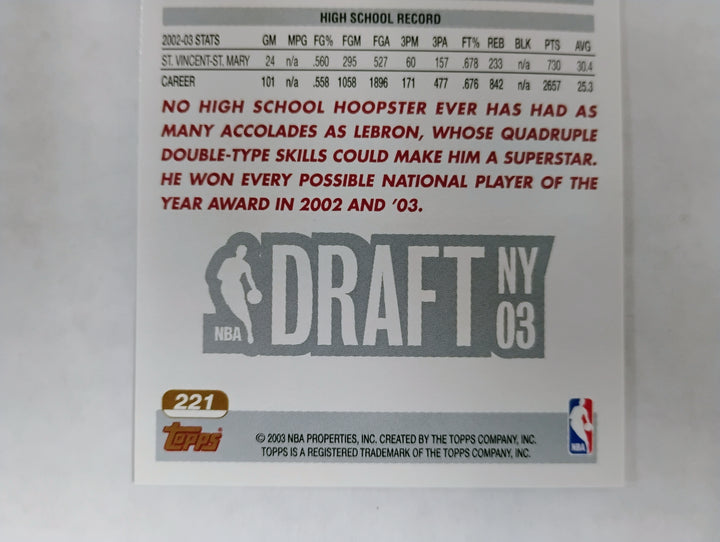 HIGH SCHOOL RECORD
2002-03 STATS GM MPG FG% FGM FGA 3PM 3PA FT% REB BLK PTS AVG
ST. VINCENT-ST. MARY 24 n/a .560 295 527 60 157 .678 233 n/a 730 30.4
CAREER 101 n/a .558 1058 1896 171 477 .676 842 n/a 2657 25.3
NO HIGH SCHOOL HOOPSTER EVER HAS HAD AS
MANY ACCOLADES AS LEBRON, WHOSE QUADRUPLE
DOUBLE-TYPE SKILLS COULD MAKE HIM A SUPERSTAR.
HE WON EVERY POSSIBLE NATIONAL PLAYER OF THE
YEAR AWARD IN 2002 AND '03.
NBA DRAFT NY 03
221
topps
© 2003 NBA PROPERTIES, INC. CREATED BY THE TOPPS COMPANY, INC.
TOPPS IS A REGISTERED TRADEMARK OF THE TOPPS COMPANY, INC.
NBA